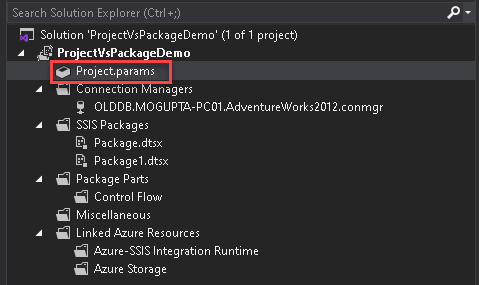 Search Solution Explorer (Ctrl+;)
Solution 'ProjectVsPackageDemo' (1 of 1 project)
ProjectVsPackageDemo
Project.params
Connection Managers
OLDDB.MOGUPTA-PC01.AdventureWorks2012.conmgr
SSIS Packages
Package.dtsx
Package1.dtsx
Package Parts
Control Flow
Miscellaneous
Linked Azure Resources
Azure-SSIS Integration Runtime
Azure Storage